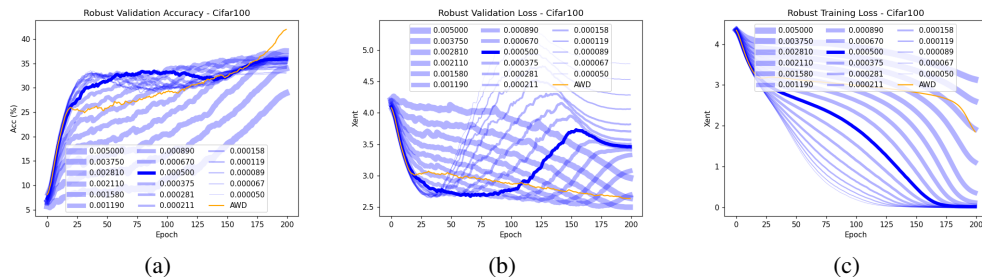 Robust Validation Accuracy - Cifar100
Acc (%)
40
35
30
25
20
15
10
5
0.005000 0.000890 0.000158
0.003750 0.000670 0.000119
0.002810 0.000500 0.000089
0.002110 0.000375 0.000067
0.001580 0.000281 0.000050
0.001190 0.000211 AWD
0 25 50 75 100 125 150 175 200
Epoch
(a)
Robust Validation Loss - Cifar100
Xent
5.0
4.5
4.0
3.5
3.0
2.5
0.005000 0.000890 0.000158
0.003750 0.000670 0.000119
0.002810 0.000500 0.000089
0.002110 0.000375 0.000067
0.001580 0.000281 0.000050
0.001190 0.000211 AWD
0 25 50 75 100 125 150 175 200
Epoch
(b)
Robust Training Loss - Cifar100
Xent
4
3
2
1
0
0.005000 0.000890 0.000158
0.003750 0.000670 0.000119
0.002810 0.000500 0.000089
0.002110 0.000375 0.000067
0.001580 0.000281 0.000050
0.001190 0.000211 AWD
0 25 50 75 100 125 150 175 200
Epoch
(c)